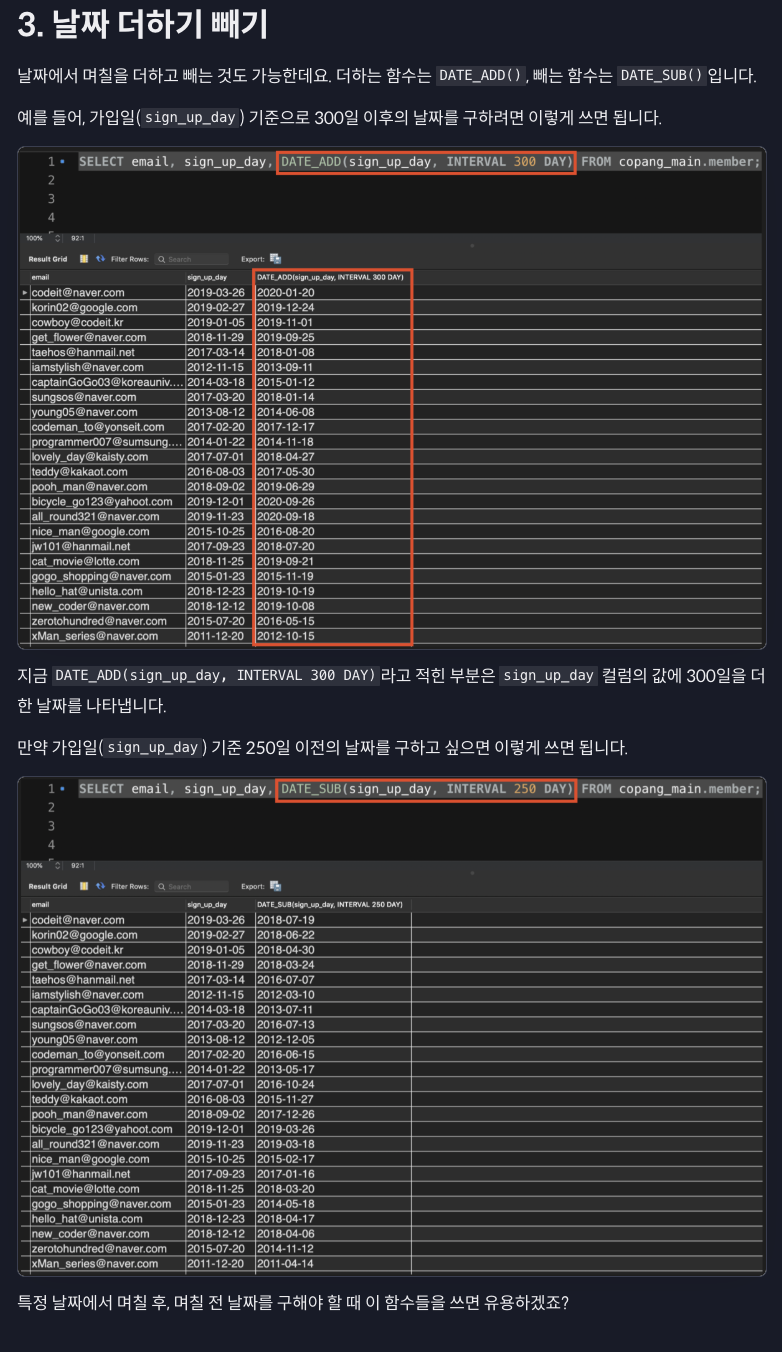 3. 날짜 더하기 빼기
날짜에서 며칠을 더하고 빼는 것도 가능한데요. 더하는 함수는 DATE_ADD(), 빼는 함수는 DATE_SUB()입니다.
예를 들어, 가입일(sign_up_day) 기준으로 300일 이후의 날짜를 구하려면 이렇게 쓰면 됩니다.
1 SELECT email, sign_up_day, DATE_ADD(sign_up_day, INTERVAL 300 DAY) FROM copang_main.member;
2
3
4
100% 92:1
Result Grid Filter Rows: Search Export:
email sign_up_day DATE_ADD(sign_up_day, INTERVAL 300 DAY)
codeit@naver.com 2019-03-26 2020-01-20
korin02@google.com 2019-02-27 2019-12-24
cowboy@codeit.kr 2019-01-05 2019-11-01
get_flower@naver.com 2018-11-29 2019-09-25
taehos@hanmail.net 2017-03-14 2018-01-08
iamstylish@naver.com 2012-11-15 2013-09-11
captainGoGo03@koreauniv.... 2014-03-18 2015-01-12
sungsos@naver.com 2017-03-20 2018-01-14
young05@naver.com 2013-08-12 2014-06-08
codeman_to@yonseit.com 2017-02-20 2017-12-17
programmer007@sumsung.... 2014-01-22 2014-11-18
lovely_day@kaisty.com 2017-07-01 2018-04-27
teddy@kakaot.com 2016-08-03 2017-05-30
pooh_man@naver.com 2018-09-02 2019-06-29
bicycle_go123@yahoot.com 2019-12-01 2020-09-26
all_round321@naver.com 2019-11-23 2020-09-18
nice_man@google.com 2015-10-25 2016-08-20
jw101@hanmail.net 2017-09-23 2018-07-20
cat_movie@lotte.com 2018-11-25 2019-09-21
gogo_shopping@naver.com 2015-01-23 2015-11-19
hello_hat@unista.com 2018-12-23 2019-10-19
new_coder@naver.com 2018-12-12 2019-10-08
zerotohundred@naver.com 2015-07-20 2016-05-15
xMan_series@naver.com 2011-12-20 2012-10-15
지금 DATE_ADD(sign_up_day, INTERVAL 300 DAY)라고 적힌 부분은 sign_up_day 컬럼의 값에 300일을 더
한 날짜를 나타냅니다.
만약 가입일(sign_up_day) 기준 250일 이전의 날짜를 구하고 싶으면 이렇게 쓰면 됩니다.
1 SELECT email, sign_up_day, DATE_SUB(sign_up_day, INTERVAL 250 DAY) FROM copang_main.member;
2
3
4
100% 92:1
Result Grid Filter Rows: Search Export:
email sign_up_day DATE_SUB(sign_up_day, INTERVAL 250 DAY)
codeit@naver.com 2019-03-26 2018-07-19
korin02@google.com 2019-02-27 2018-06-22
cowboy@codeit.kr 2019-01-05 2018-04-30
get_flower@naver.com 2018-11-29 2018-03-24
taehos@hanmail.net 2017-03-14 2016-07-07
iamstylish@naver.com 2012-11-15 2012-03-10
captainGoGo03@koreauniv.... 2014-03-18 2013-07-11
sungsos@naver.com 2017-03-20 2016-07-13
young05@naver.com 2013-08-12 2012-12-05
codeman_to@yonseit.com 2017-02-20 2016-06-15
programmer007@sumsung.... 2014-01-22 2013-05-17
lovely_day@kaisty.com 2017-07-01 2016-10-24
teddy@kakaot.com 2016-08-03 2015-11-27
pooh_man@naver.com 2018-09-02 2017-12-26
bicycle_go123@yahoot.com 2019-12-01 2019-03-26
all_round321@naver.com 2019-11-23 2019-03-18
nice_man@google.com 2015-10-25 2015-02-17
jw101@hanmail.net 2017-09-23 2017-01-16
cat_movie@lotte.com 2018-11-25 2018-03-20
gogo_shopping@naver.com 2015-01-23 2014-05-18
hello_hat@unista.com 2018-12-23 2018-04-17
new_coder@naver.com 2018-12-12 2018-04-06
zerotohundred@naver.com 2015-07-20 2014-11-12
xMan_series@naver.com 2011-12-20 2011-04-14
특정 날짜에서 며칠 후, 며칠 전 날짜를 구해야 할 때 이 함수들을 쓰면 유용하겠죠?